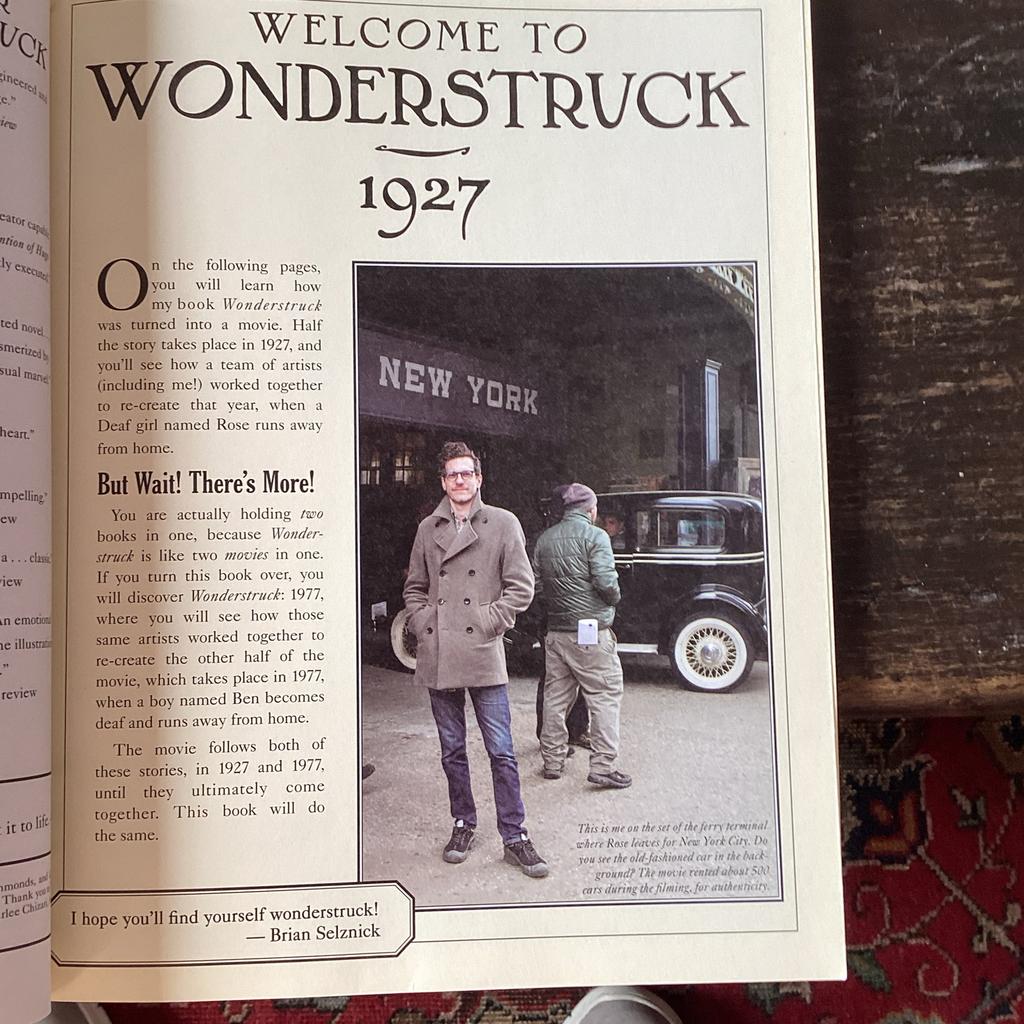 WELCOME TO
WONDERSTRUCK
1927
On the following pages,
you will learn how
my book Wonderstruck
was turned into a movie. Half
the story takes place in 1927, and
you'll see how a team of artists
(including me!) worked together
to re-create that year, when a
Deaf girl named Rose runs away
from home.
But Wait! There's More!
You are actually holding two
books in one, because Wonder-
struck is like two movies in one.
If you turn this book over, you
will discover Wonderstruck: 1977,
where you will see how those
same artists worked together to
re-create the other half of the
movie, which takes place in 1977,
when a boy named Ben becomes
deaf and runs away from home.
The movie follows both of
these stories, in 1927 and 1977,
until they ultimately come
together. This book will do
the same.
NEW YORK
This is me on the set of the ferry terminal
where Rose leaves for New York City. Do
you see the old-fashioned car in the back-
ground? The movie rented about 500
cars during the filming, for authenticity.
I hope you'll find yourself wonderstruck!
— Brian Selznick
heart."
review
it to life
Thank you